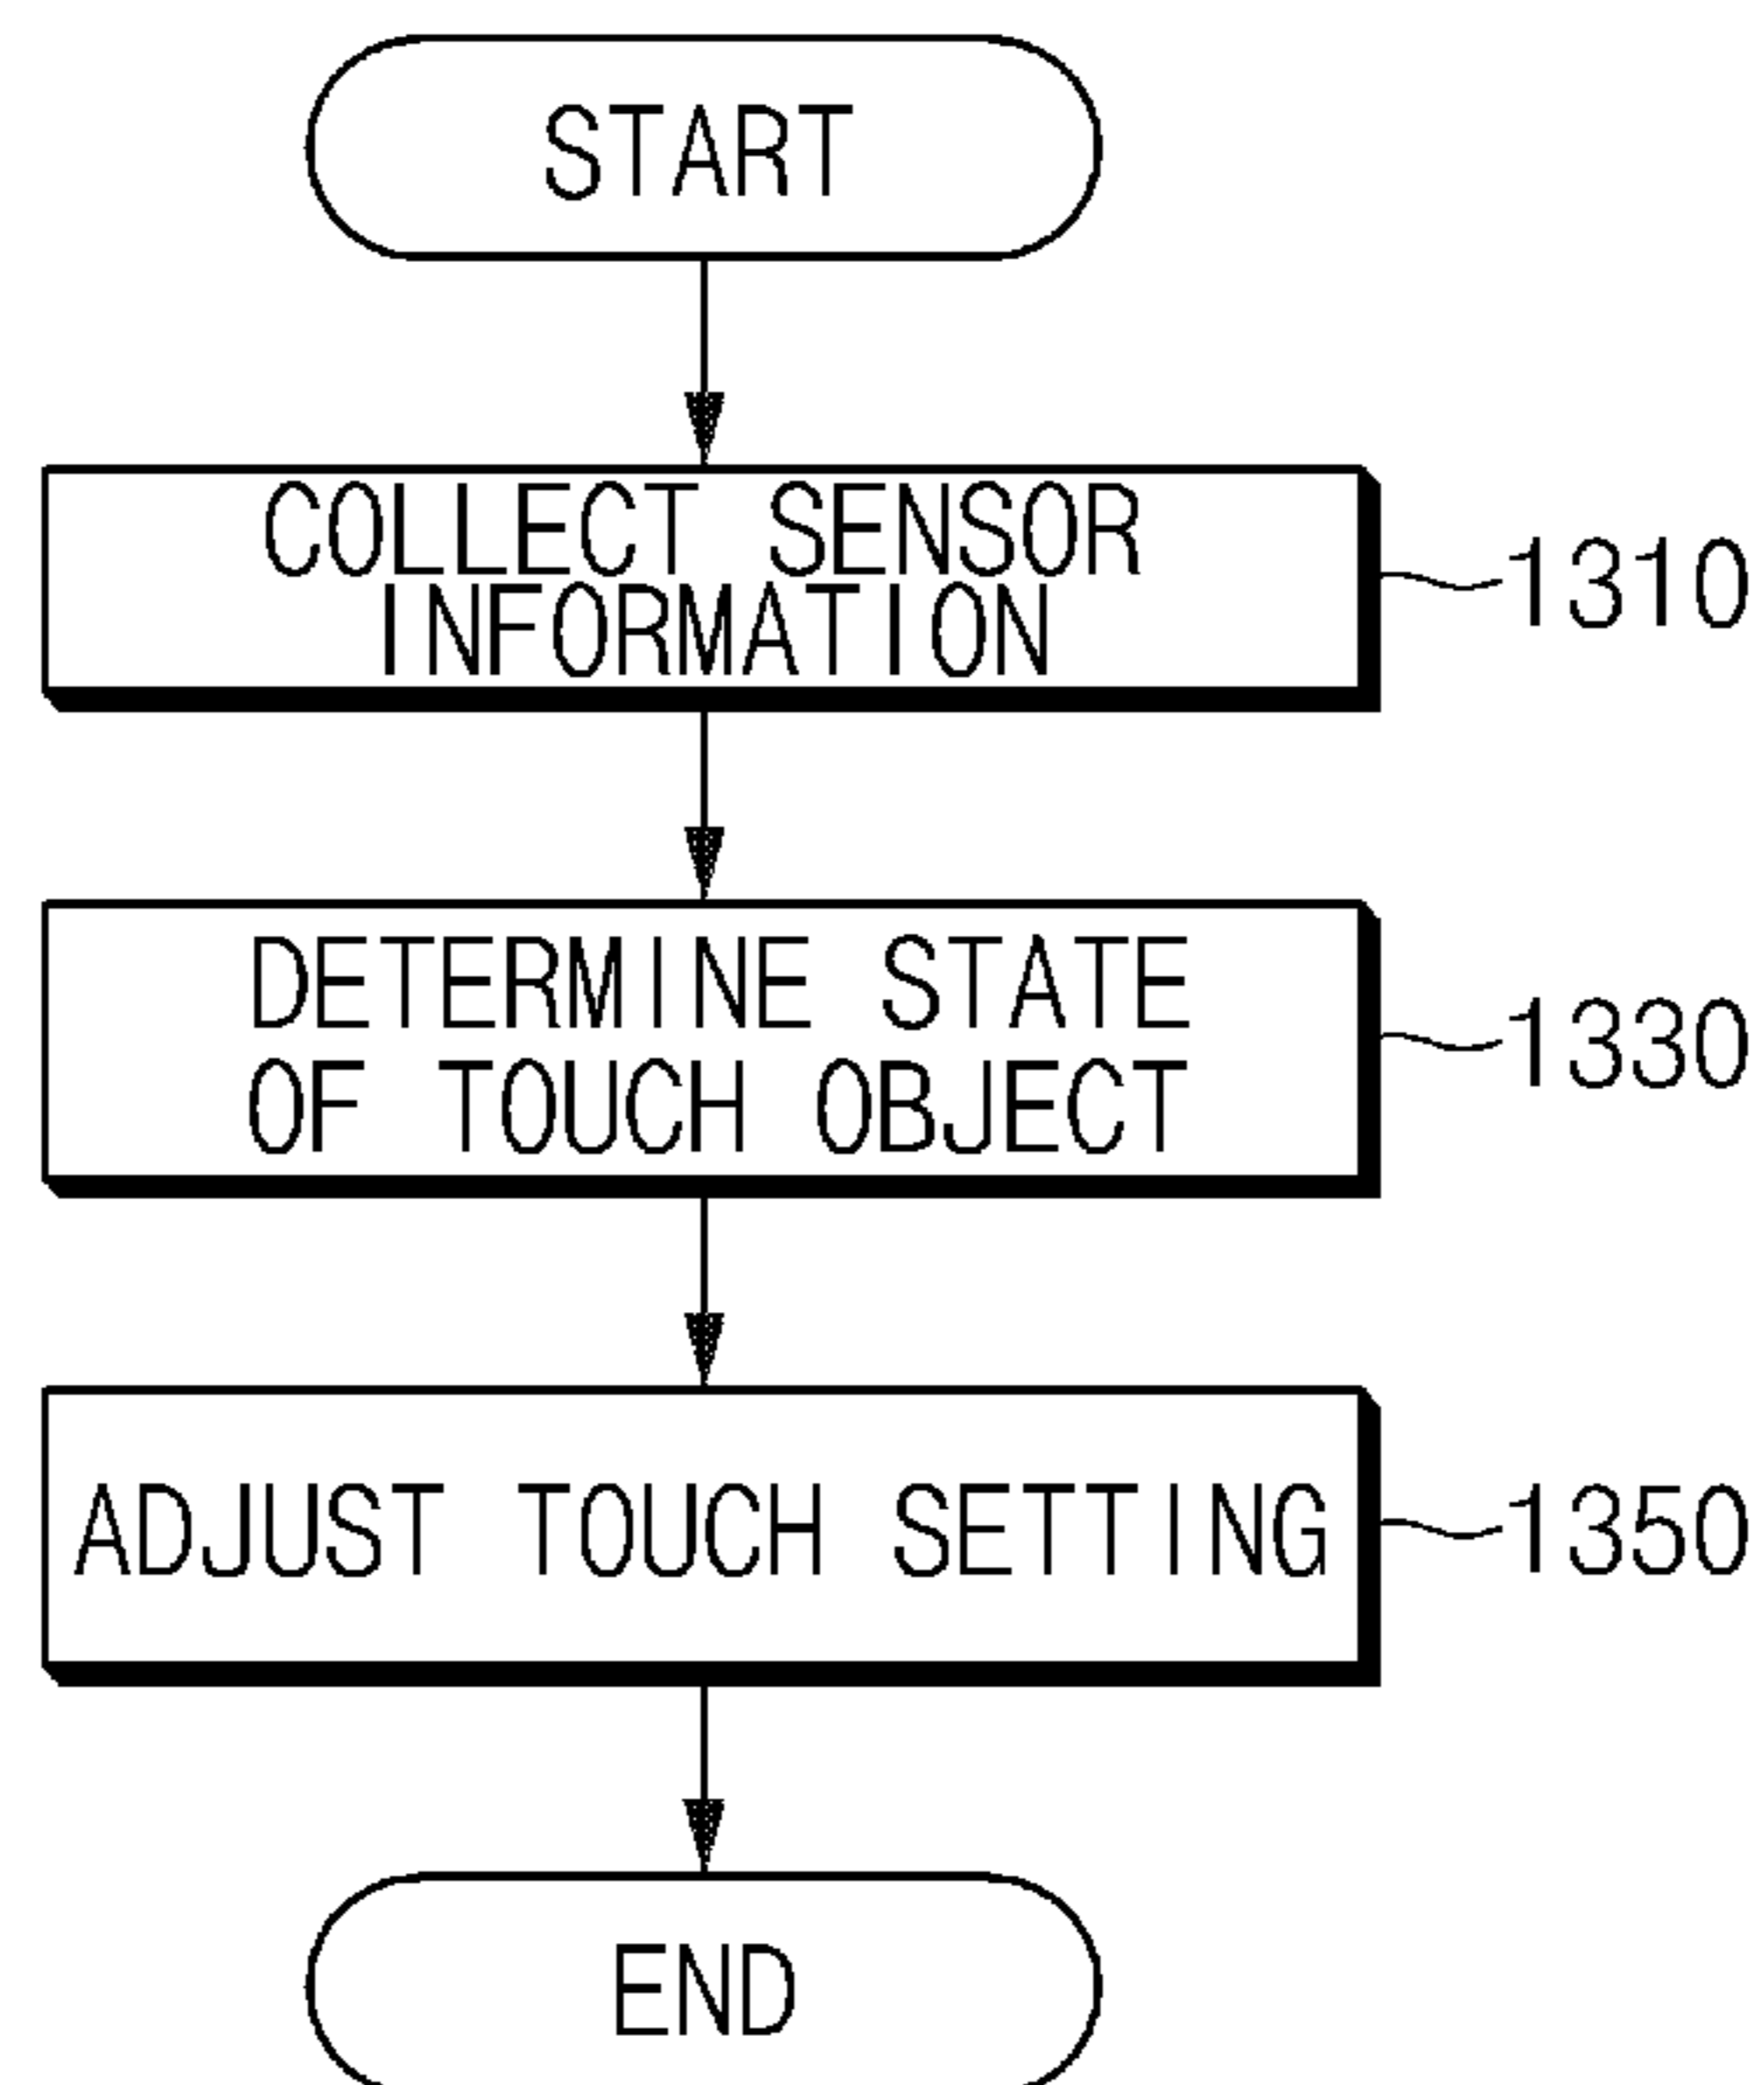 START
COLLECT SENSOR
INFORMATION
1310
DETERMINE STATE
OF TOUCH OBJECT
1330
ADJUST TOUCH SETTING
1350
END